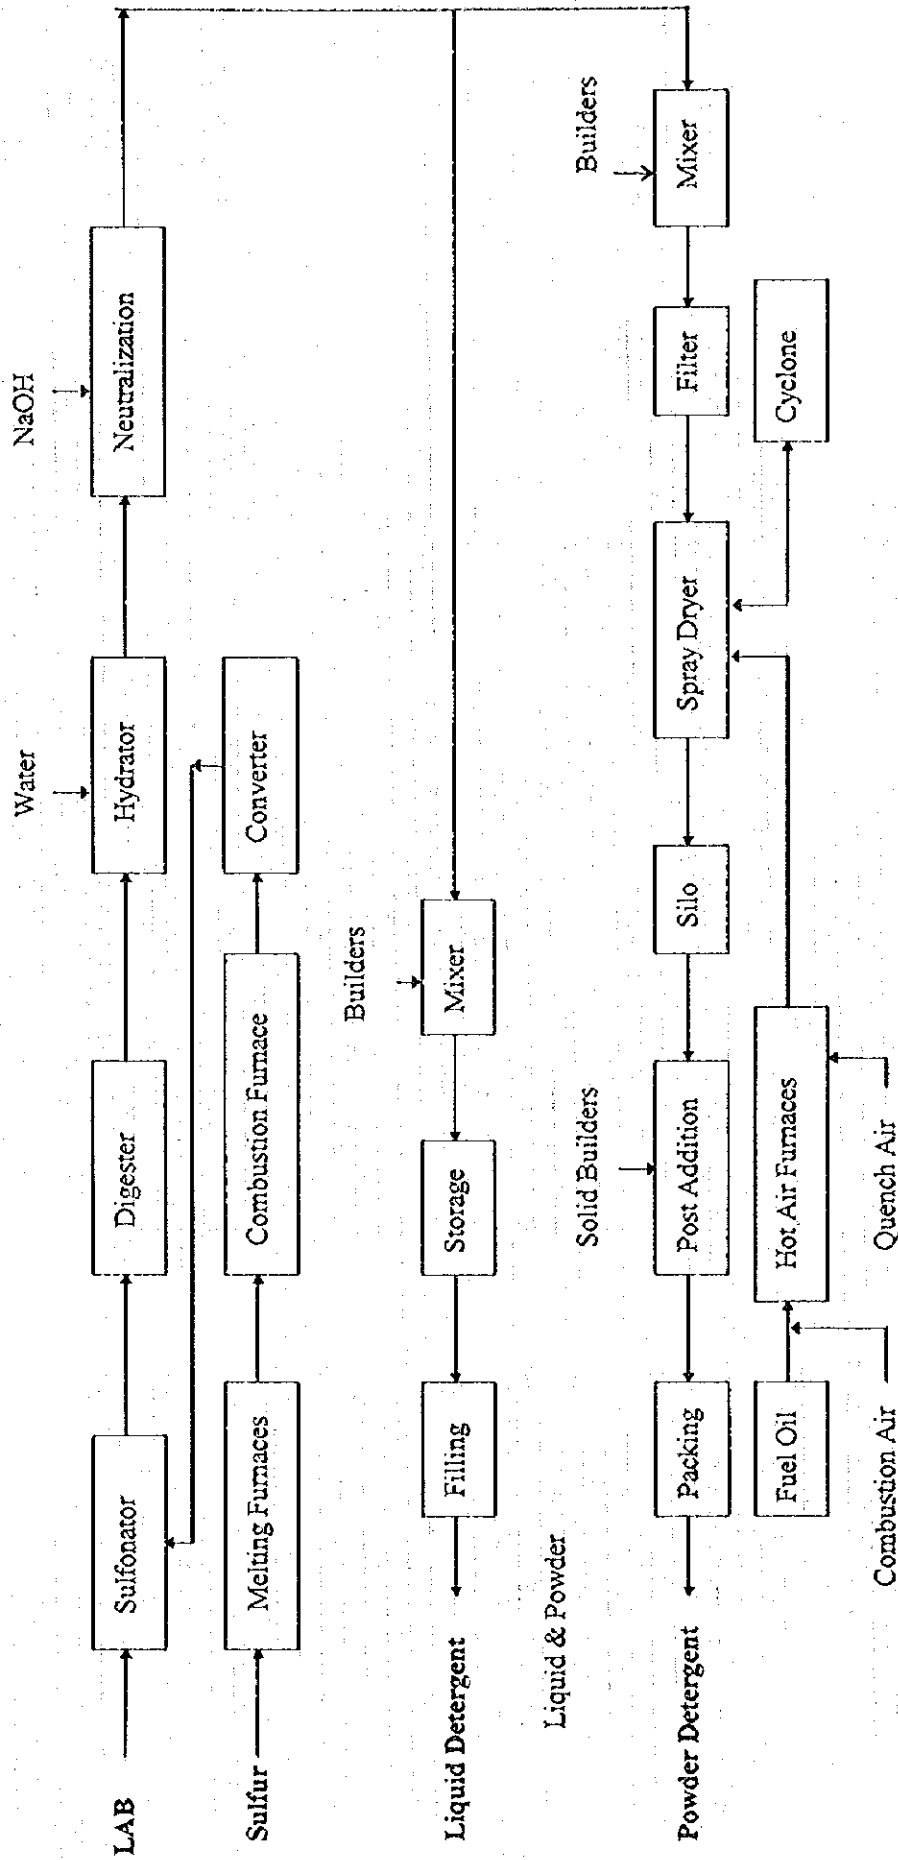 Water
NaOH
LAB
Sulfonator
Digester
Hydrator
Neutralization
Sulfur
Melting Furnaces
Combustion Furnace
Converter
Builders
Liquid Detergent
Filling
Storage
Mixer
Liquid & Powder
Solid Builders
Builders
Powder Detergent
Packing
Post Addition
Silo
Spray Dryer
Filter
Mixer
Fuel Oil
Hot Air Furnaces
Cyclone
Combustion Air
Quench Air